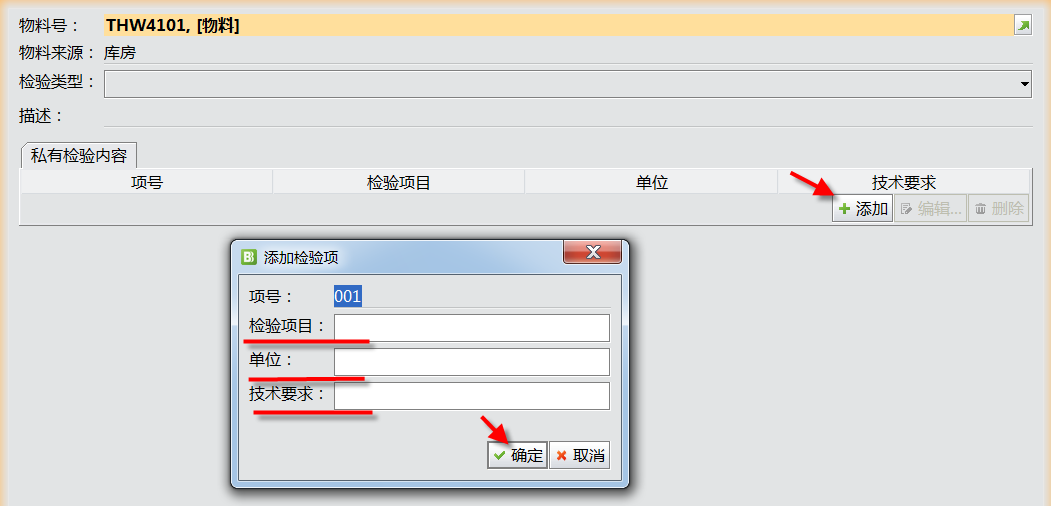 物料号： THW4101, [物料]
物料来源： 库房
检验类型：
描述：
私有检验内容
项号 检验项目 单位 技术要求
添加 编辑... 删除
添加检验项
项号： 001
检验项目：
单位：
技术要求：
确定 取消